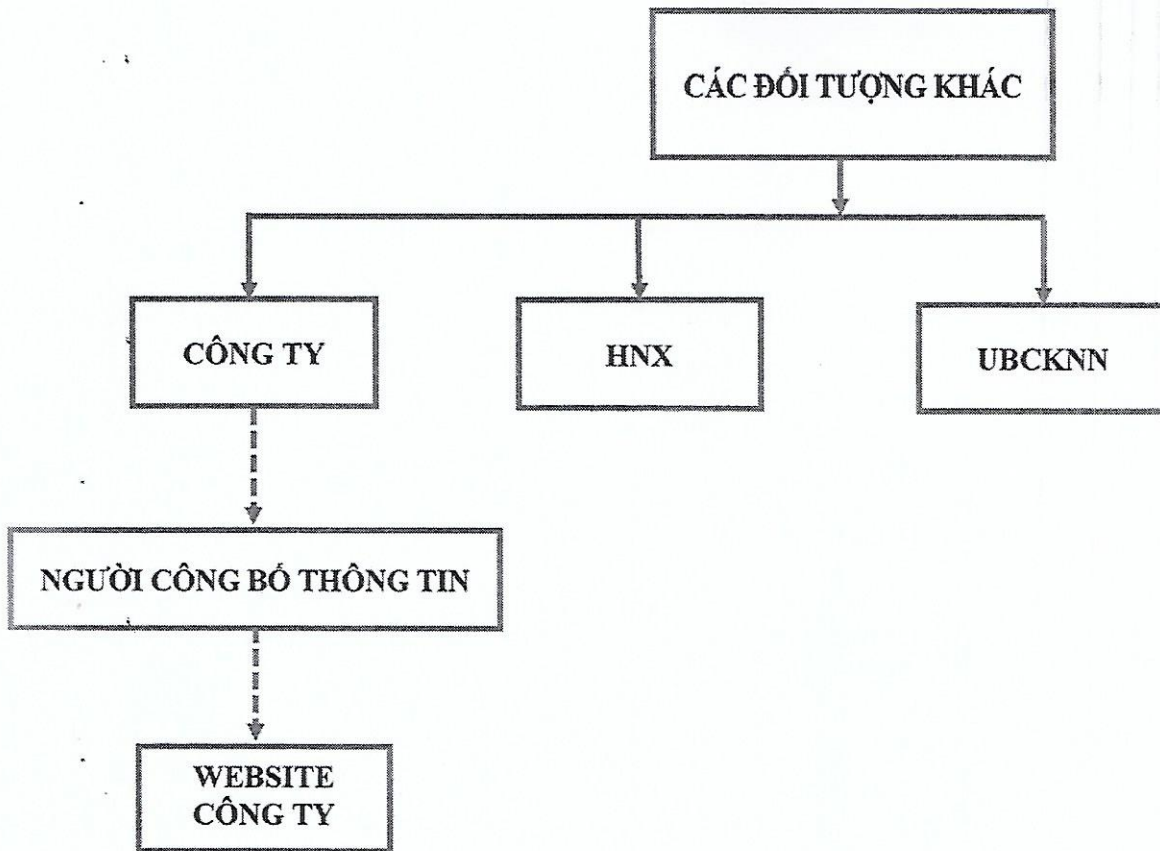 CÁC ĐỐI TƯỢNG KHÁC
CÔNG TY
HNX
UBCKNN
NGƯỜI CÔNG BỐ THÔNG TIN
WEBSITE
CÔNG TY